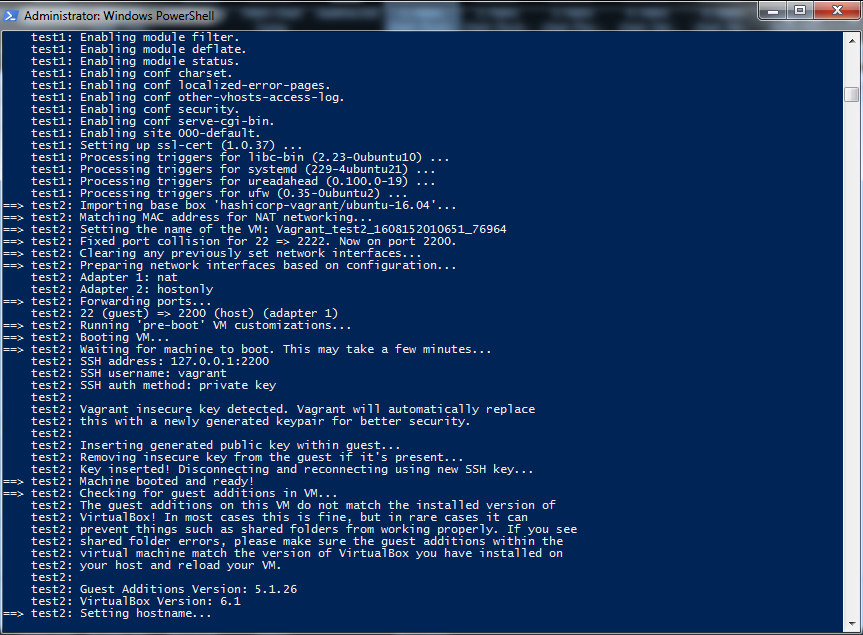 Administrator: Windows PowerShell
test1: Enabling module filter.
test1: Enabling module deflate.
test1: Enabling module status.
test1: Enabling conf charset.
test1: Enabling conf localized-error-pages.
test1: Enabling conf other-vhosts-access-log.
test1: Enabling conf security.
test1: Enabling conf serve-cgi-bin.
test1: Enabling site 000-default.
test1: Setting up ssl-cert (1.0.37) ...
test1: Processing triggers for libc-bin (2.23-0ubuntu10) ...
test1: Processing triggers for systemd (229-4ubuntu21) ...
test1: Processing triggers for ureadahead (0.100.0-19) ...
test1: Processing triggers for ufw (0.35-0ubuntu2) ...
==> test2: Importing base box 'hashicorp-vagrant/ubuntu-16.04'...
==> test2: Matching MAC address for NAT networking...
==> test2: Setting the name of the VM: Vagrant_test2_1608152010651_76964
==> test2: Fixed port collision for 22 => 2222. Now on port 2200.
==> test2: Clearing any previously set network interfaces...
==> test2: Preparing network interfaces based on configuration...
test2: Adapter 1: nat
test2: Adapter 2: hostonly
==> test2: Forwarding ports...
test2: 22 (guest) => 2200 (host) (adapter 1)
==> test2: Running 'pre-boot' VM customizations...
==> test2: Booting VM...
==> test2: Waiting for machine to boot. This may take a few minutes...
test2: SSH address: 127.0.0.1:2200
test2: SSH username: vagrant
test2: SSH auth method: private key
test2:
test2: Vagrant insecure key detected. Vagrant will automatically replace
test2: this with a newly generated keypair for better security.
test2:
test2: Inserting generated public key within guest...
test2: Removing insecure key from the guest if it's present...
test2: Key inserted! Disconnecting and reconnecting using new SSH key...
==> test2: Machine booted and ready!
==> test2: Checking for guest additions in VM...
test2: The guest additions on this VM do not match the installed version of
test2: VirtualBox! In most cases this is fine, but in rare cases it can
test2: prevent things such as shared folders from working properly. If you see
test2: shared folder errors, please make sure the guest additions within the
test2: virtual machine match the version of VirtualBox you have installed on
test2: your host and reload your VM.
test2:
test2: Guest Additions Version: 5.1.26
test2: VirtualBox Version: 6.1
==> test2: Setting hostname...